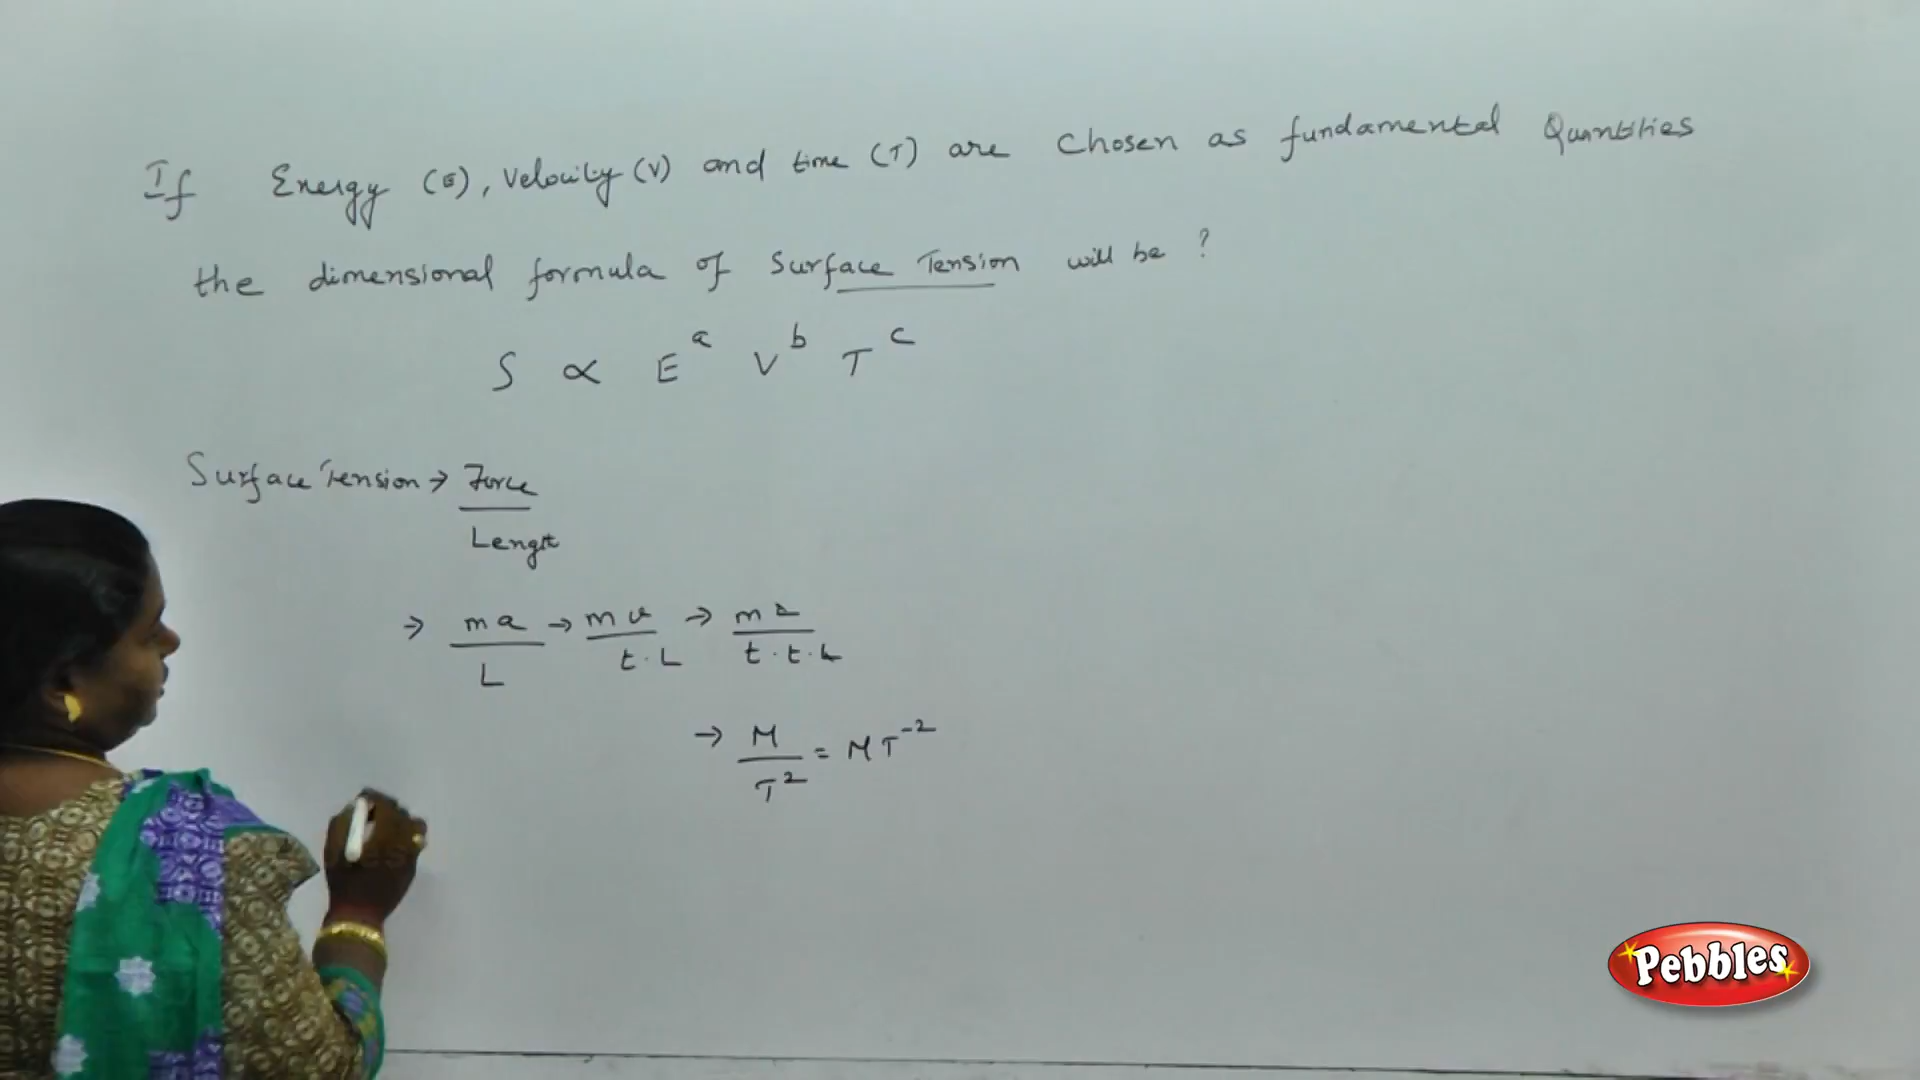 If Energy (E), Velocity (V) and time (T) are Chosen as fundamental Quantities
the dimensional formula of Surface Tension will be ?
S ∝ E^a V^b T^c
Surface Tension → Force / Length
→ ma / L → mv / t.L → m / t.t.L
→ M / T² = MT⁻²
Pebbles